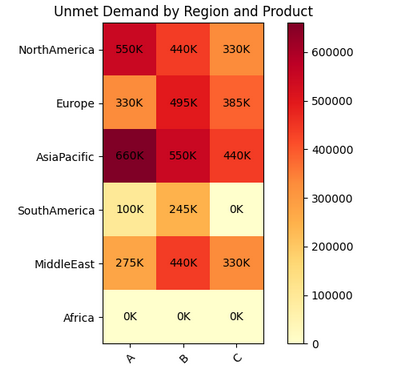 Unmet Demand by Region and Product
NorthAmerica 550K 440K 330K
Europe 330K 495K 385K
AsiaPacific 660K 550K 440K
SouthAmerica 100K 245K 0K
MiddleEast 275K 440K 330K
Africa 0K 0K 0K
A B C
600000
500000
400000
300000
200000
100000
0